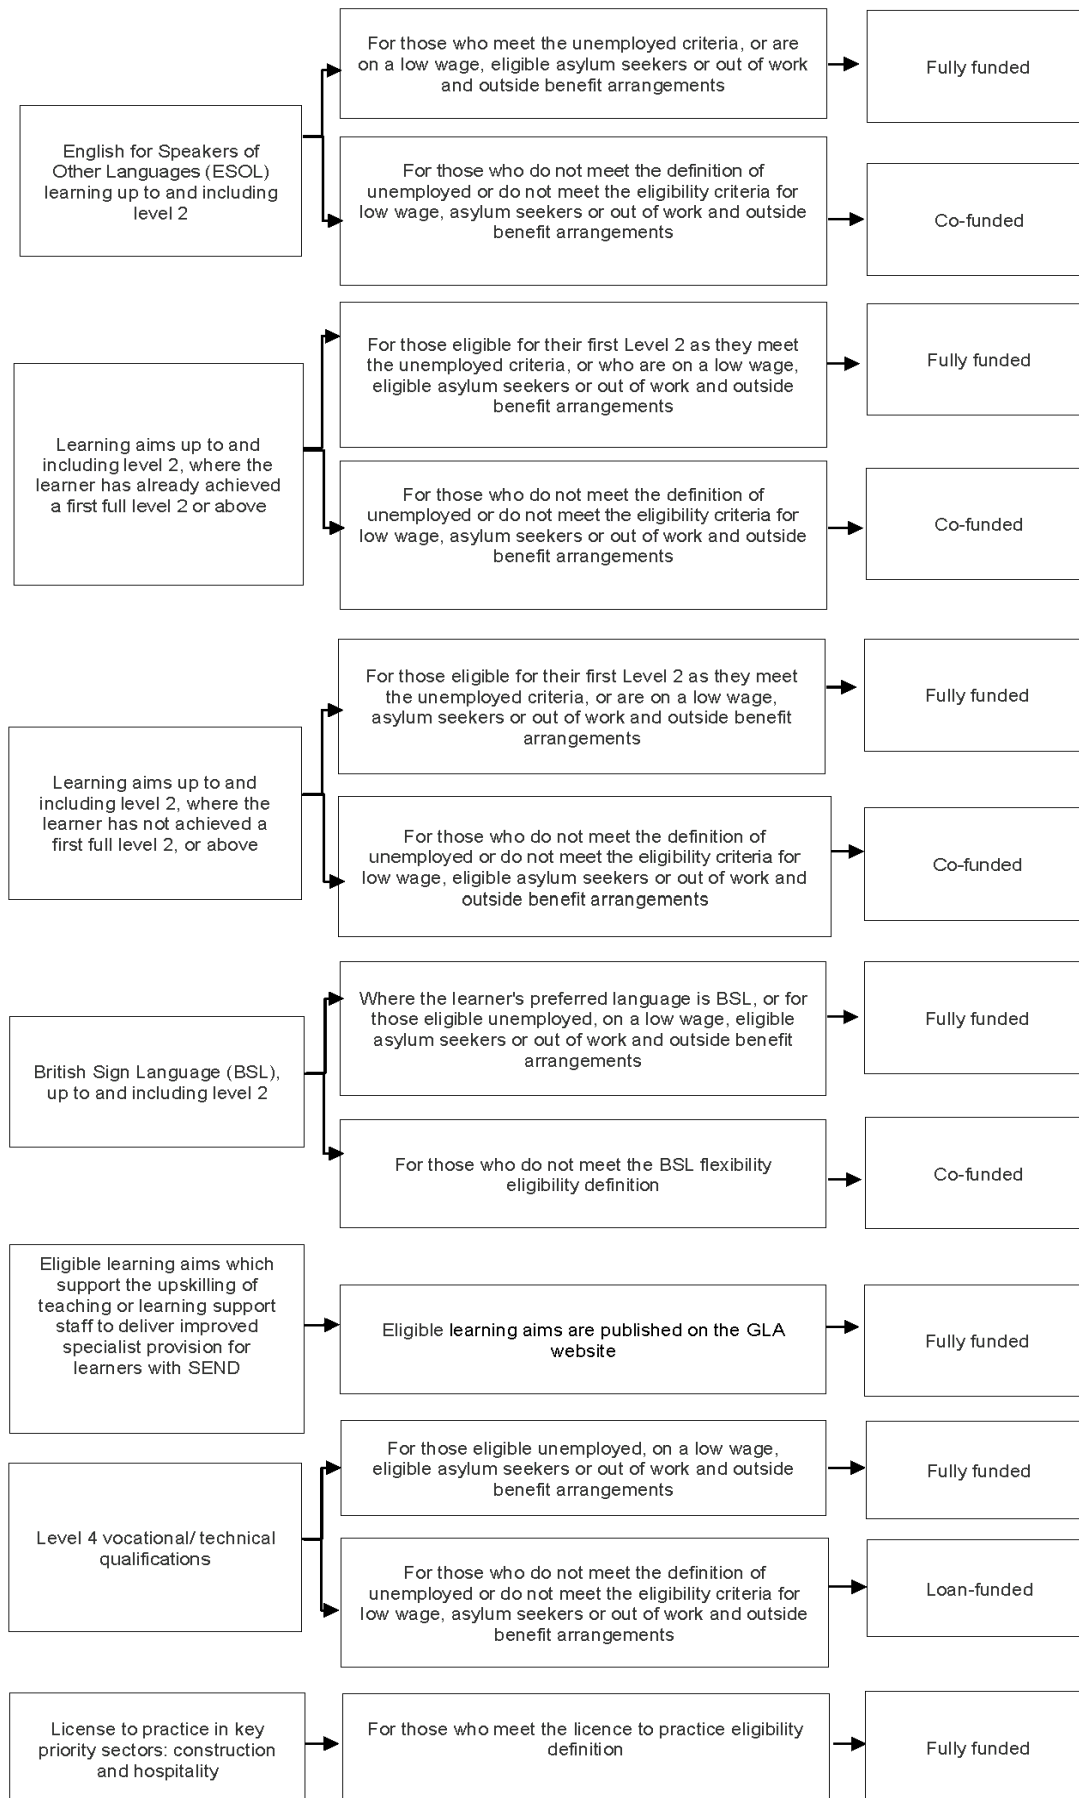 For those who meet the unemployed criteria, or are
on a low wage, eligible asylum seekers or out of work
and outside benefit arrangements
Fully funded
English for Speakers of
Other Languages (ESOL)
learning up to and including
level 2
For those who do not meet the definition of
unemployed or do not meet the eligibility criteria for
low wage, asylum seekers or out of work and outside
benefit arrangements
Co-funded
For those eligible for their first Level 2 as they meet
the unemployed criteria, or who are on a low wage,
eligible asylum seekers or out of work and outside
benefit arrangements
Fully funded
Learning aims up to and
including level 2, where the
learner has already achieved
a first full level 2 or above
For those who do not meet the definition of
unemployed or do not meet the eligibility criteria for
low wage, asylum seekers or out of work and outside
benefit arrangements
Co-funded
For those eligible for their first Level 2 as they meet
the unemployed criteria, or are on a low wage,
asylum seekers or out of work and outside benefit
arrangements
Fully funded
Learning aims up to and
including level 2, where the
learner has not achieved a
first full level 2, or above
For those who do not meet the definition of
unemployed or do not meet the eligibility criteria for
low wage, eligible asylum seekers or out of work and
outside benefit arrangements
Co-funded
Where the learner's preferred language is BSL, or for
those eligible unemployed, on a low wage, eligible
asylum seekers or out of work and outside benefit
arrangements
Fully funded
British Sign Language (BSL),
up to and including level 2
For those who do not meet the BSL flexibility
eligibility definition
Co-funded
Eligible learning aims which
support the upskilling of
teaching or learning support
staff to deliver improved
specialist provision for
learners with SEND
Eligible learning aims are published on the GLA
website
Fully funded
For those eligible unemployed, on a low wage,
eligible asylum seekers or out of work and outside
benefit arrangements
Fully funded
Level 4 vocational/ technical
qualifications
For those who do not meet the definition of
unemployed or do not meet the eligibility criteria for
low wage, asylum seekers or out of work and outside
benefit arrangements
Loan-funded
License to practice in key
priority sectors: construction
and hospitality
For those who meet the licence to practice eligibility
definition
Fully funded